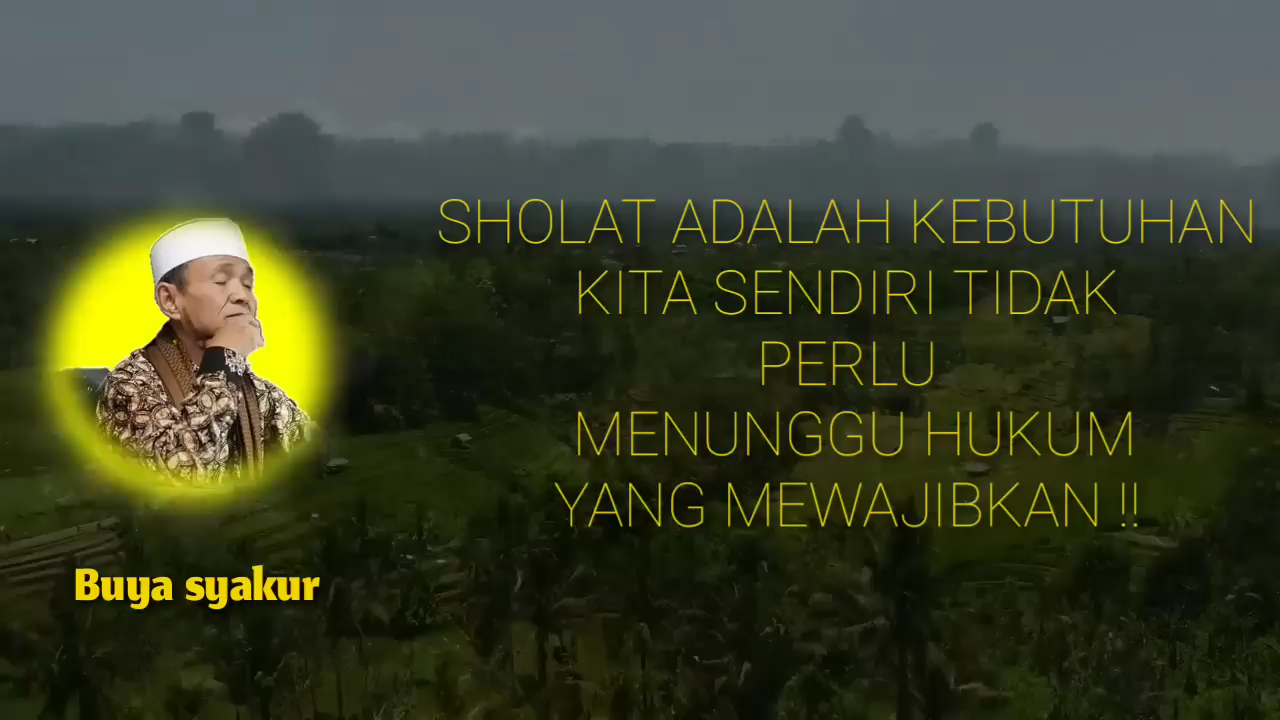 SHOLAT ADALAH KEBUTUHAN
KITA SENDIRI TIDAK
PERLU
MENUNGGU HUKUM
YANG MEWAJIBKAN !!
Buya syakur